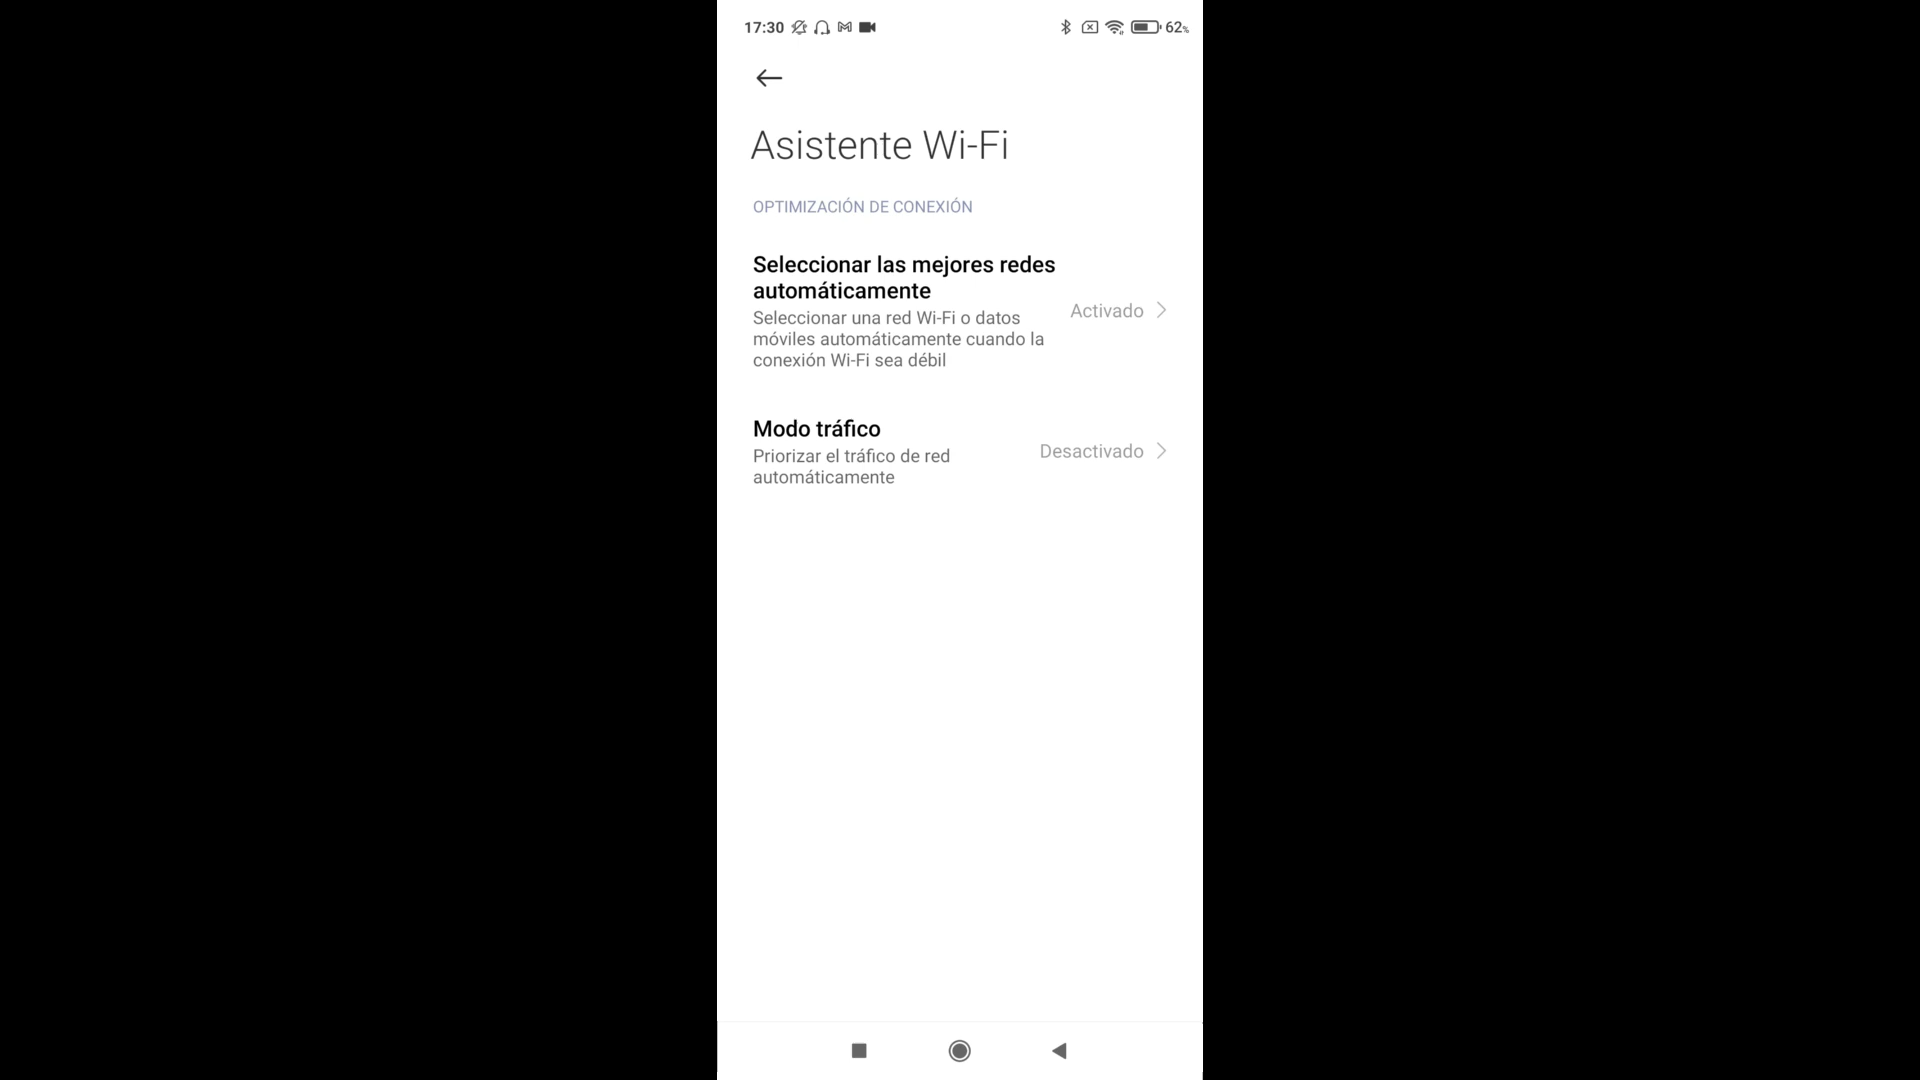 17:30
62%
Asistente Wi-Fi
OPTIMIZACIÓN DE CONEXIÓN
Seleccionar las mejores redes
automáticamente
Seleccionar una red Wi-Fi o datos
móviles automáticamente cuando la
conexión Wi-Fi sea débil
Activado
Modo tráfico
Priorizar el tráfico de red
automáticamente
Desactivado